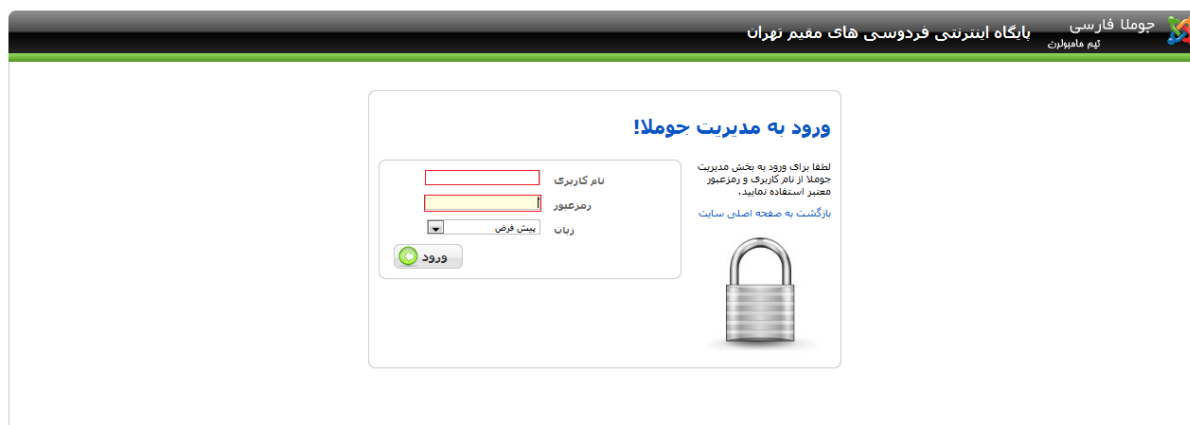 جوملا فارسی
تیم مامبولرن
پایگاه اینترنتی فردوسی های مقیم تهران
ورود به مدیریت جوملا!
لطفا برای ورود به بخش مدیریت
جوملا از نام کاربری و رمزعبور
معتبر استفاده نمایید.
بازگشت به صفحه اصلی سایت
نام کاربری
رمزعبور
زبان
پیش فرض
ورود